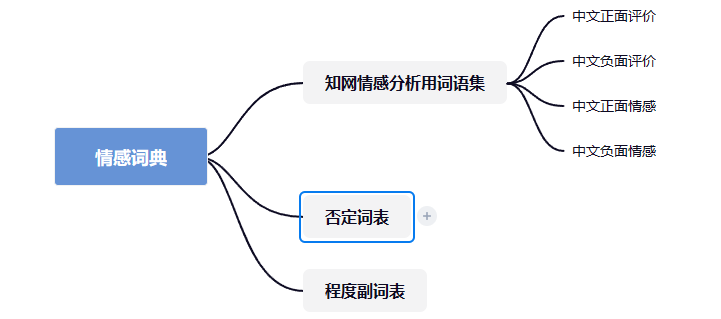 情感词典
知网情感分析用词语集
中文正面评价
中文负面评价
中文正面情感
中文负面情感
否定词表
程度副词表